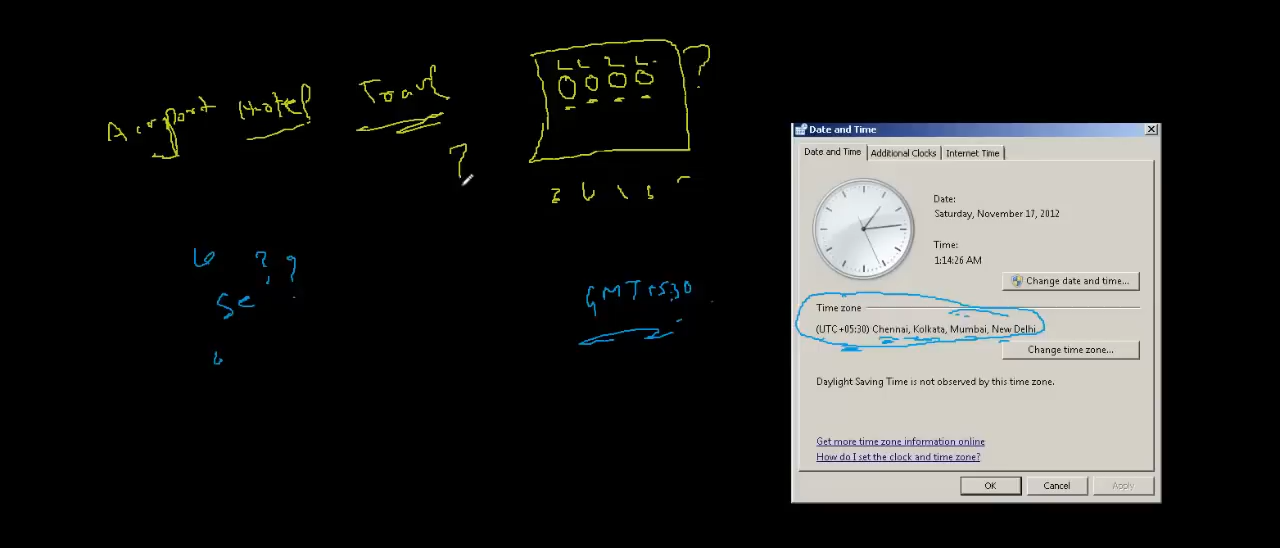 Airport Hotel Travel
?
?
GMT+5:30
Date and Time
Date and Time Additional Clocks Internet Time
Date:
Saturday, November 17, 2012
Time:
1:14:26 AM
Change date and time...
Time zone
(UTC+05:30) Chennai, Kolkata, Mumbai, New Delhi
Change time zone...
Daylight Saving Time is not observed by this time zone.
Get more time zone information online
How do I set the clock and time zone?
OK Cancel Apply